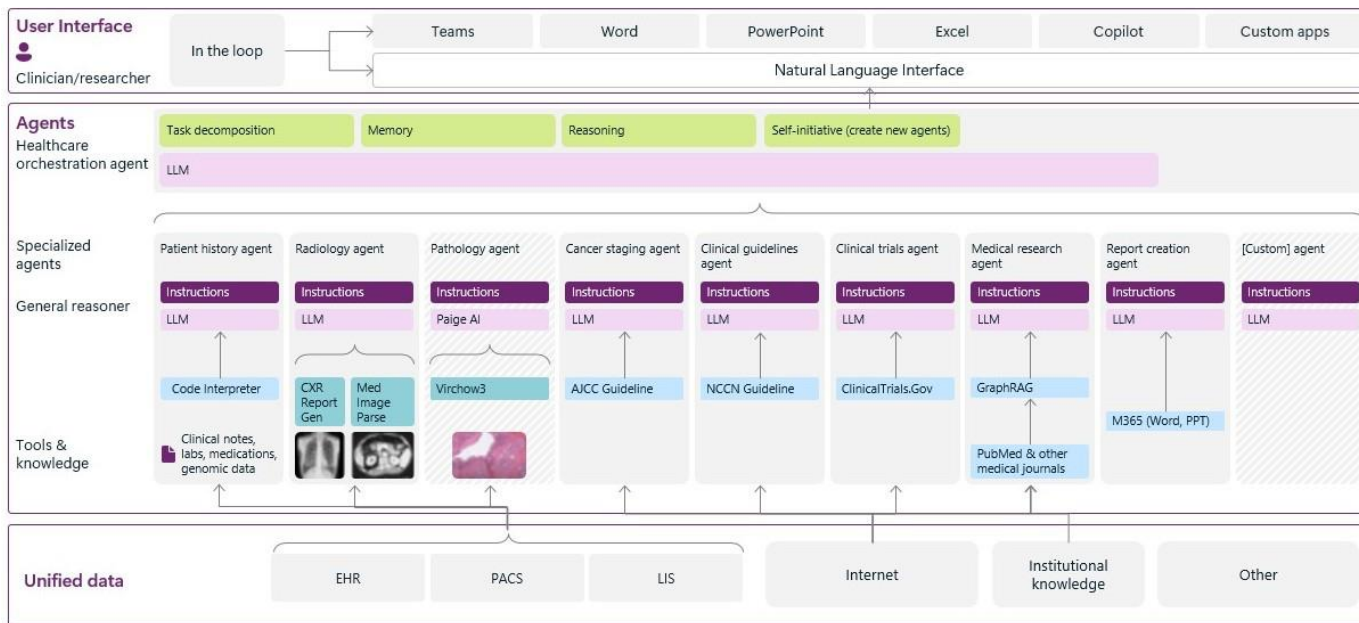 User Interface
Clinician/researcher
In the loop
Teams
Word
PowerPoint
Excel
Copilot
Custom apps
Natural Language Interface
Agents
Healthcare
orchestration agent
Task decomposition
Memory
Reasoning
Self-initiative (create new agents)
LLM
Specialized
agents
Patient history agent
Radiology agent
Pathology agent
Cancer staging agent
Clinical guidelines
agent
Clinical trials agent
Medical research
agent
Report creation
agent
[Custom] agent
General reasoner
Instructions
Instructions
Instructions
Instructions
Instructions
Instructions
Instructions
Instructions
Instructions
LLM
LLM
Paige AI
LLM
LLM
LLM
LLM
LLM
LLM
Tools &
knowledge
Code Interpreter
Clinical notes,
labs, medications,
genomic data
CXR
Report
Gen
Med
Image
Parse
Virchow3
AJCC Guideline
NCCN Guideline
ClinicalTrials.Gov
GraphRAG
PubMed & other
medical journals
M365 (Word, PPT)
Unified data
EHR
PACS
LIS
Internet
Institutional
knowledge
Other